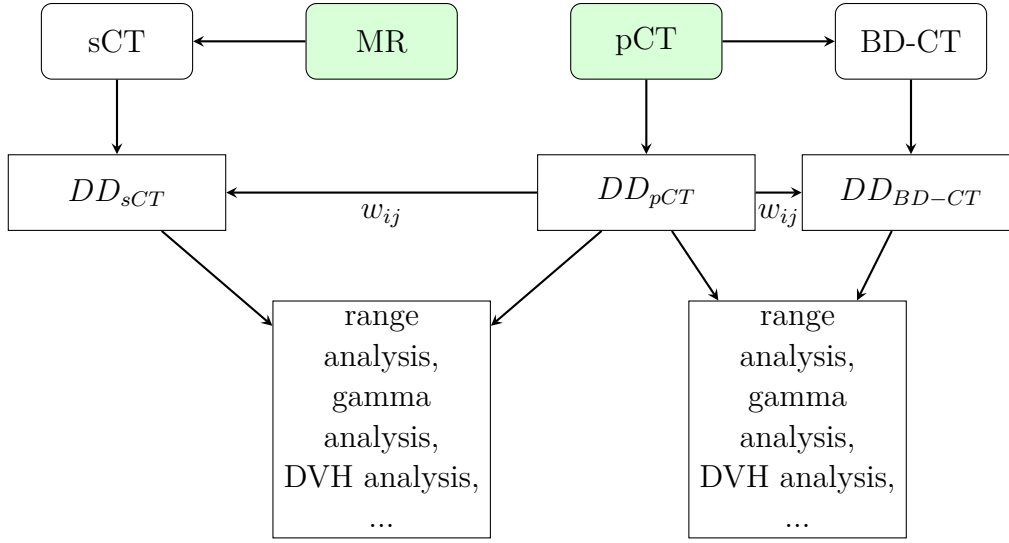 sCT
MR
pCT
BD-CT
$DD_{sCT}$
$w_{ij}$
$DD_{pCT}$
$w_{ij}$
$DD_{BD-CT}$
range
analysis,
gamma
analysis,
DVH analysis,
...
range
analysis,
gamma
analysis,
DVH analysis,
...